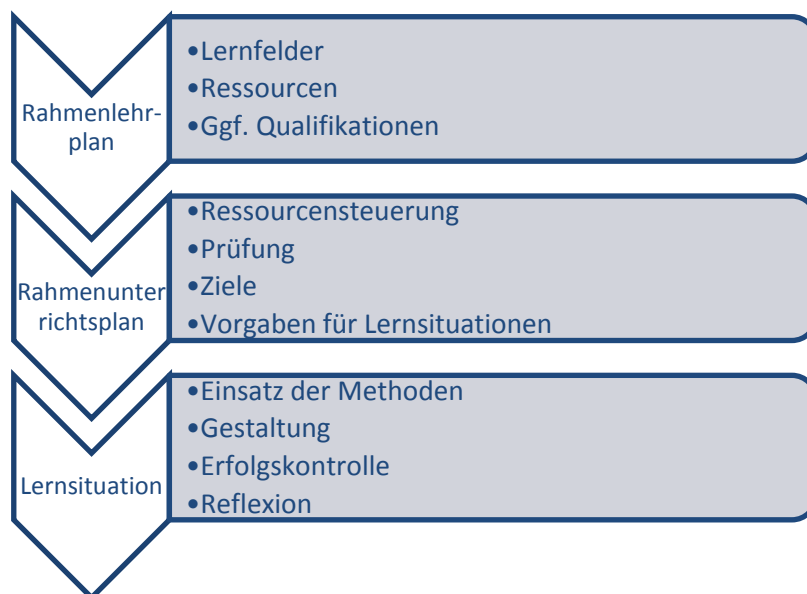 Rahmenlehr-
plan
•Lernfelder
•Ressourcen
•Ggf. Qualifikationen
Rahmenunter
richtsplan
•Ressourcensteuerung
•Prüfung
•Ziele
•Vorgaben für Lernsituationen
Lernsituation
•Einsatz der Methoden
•Gestaltung
•Erfolgskontrolle
•Reflexion